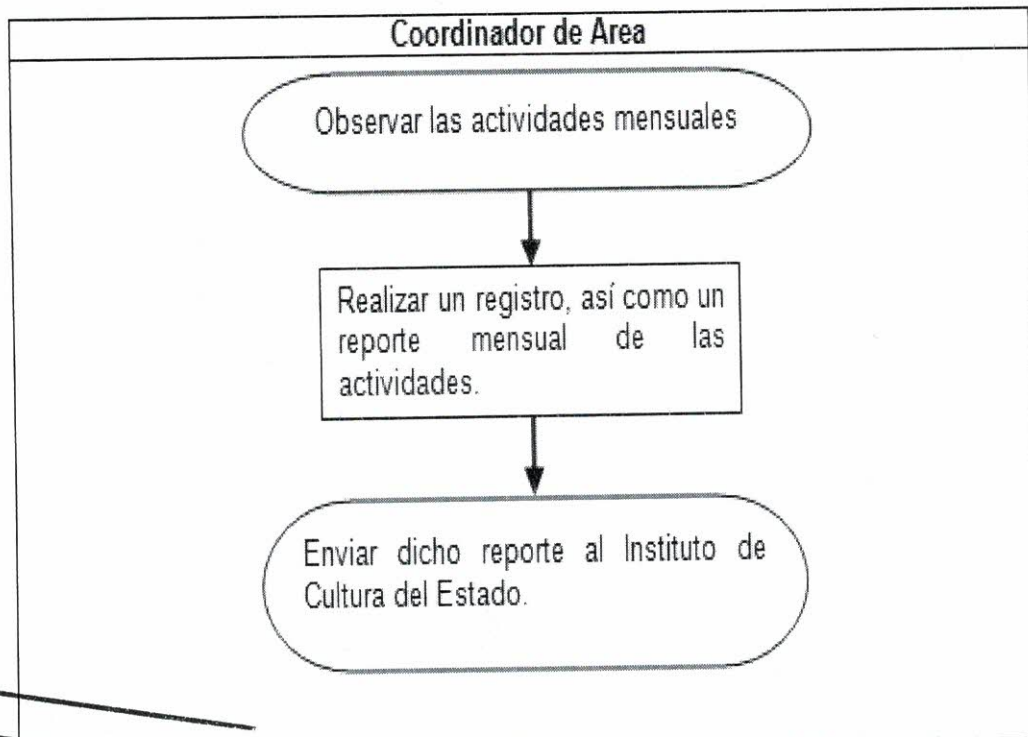 Coordinador de Area
Observar las actividades mensuales
Realizar un registro, así como un
reporte mensual de las
actividades.
Enviar dicho reporte al Instituto de
Cultura del Estado.